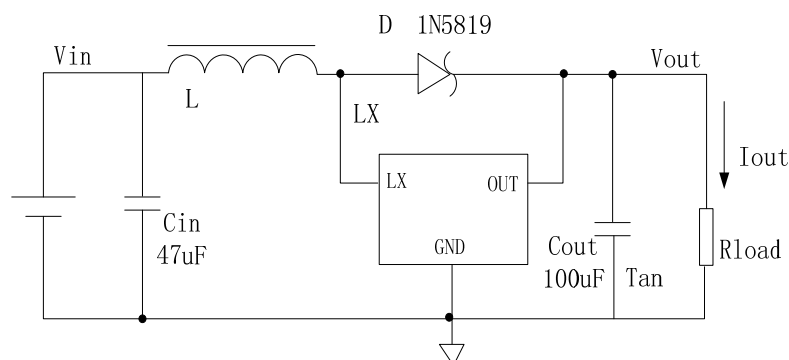 D 1N5819
Vin
Vout
L
LX
Iout
LX
OUT
Cin
47uF
GND
Cout
100uF
Tan
Rload